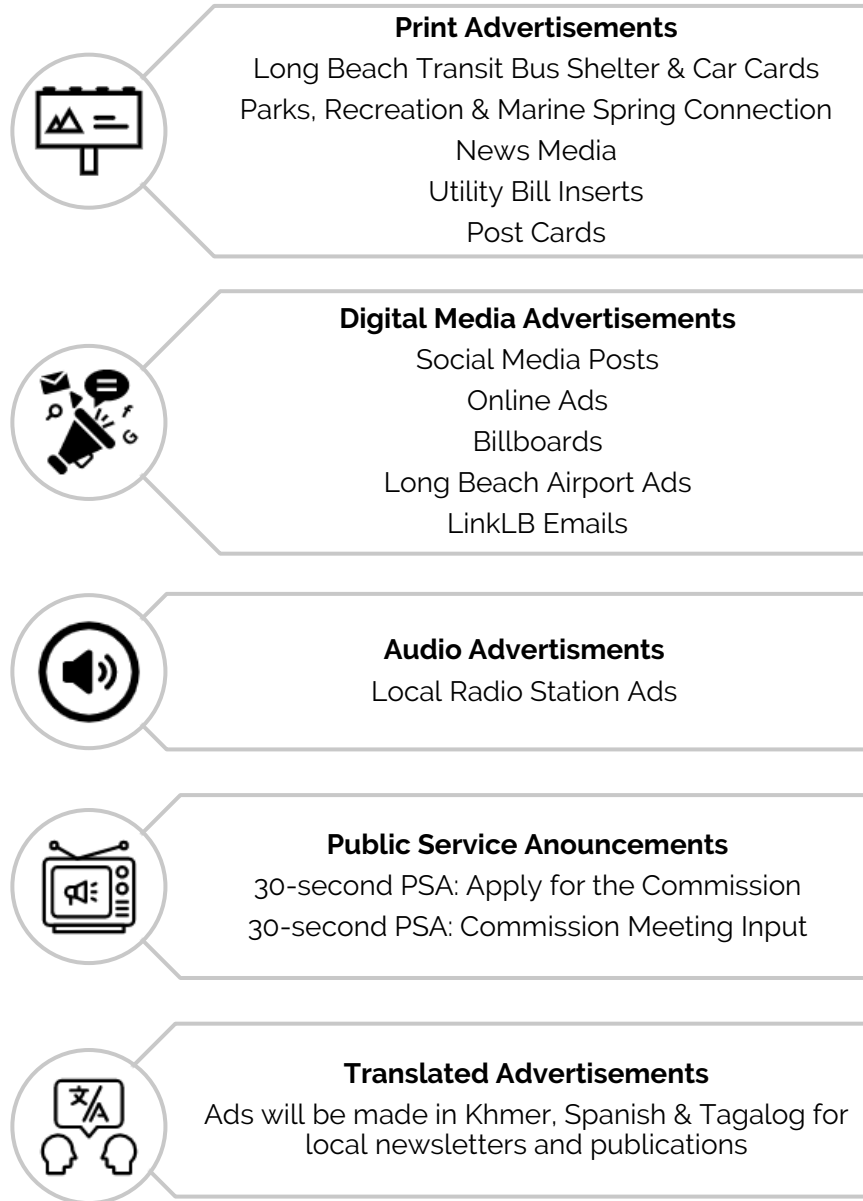 Print Advertisements
Long Beach Transit Bus Shelter & Car Cards
Parks, Recreation & Marine Spring Connection
News Media
Utility Bill Inserts
Post Cards
Digital Media Advertisements
Social Media Posts
Online Ads
Billboards
Long Beach Airport Ads
LinkLB Emails
Audio Advertisments
Local Radio Station Ads
Public Service Anouncements
30-second PSA: Apply for the Commission
30-second PSA: Commission Meeting Input
Translated Advertisements
Ads will be made in Khmer, Spanish & Tagalog for
local newsletters and publications